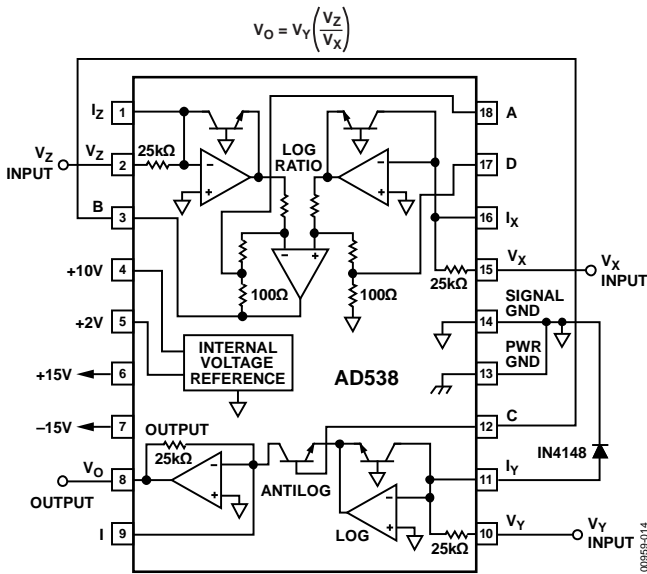 V_O = V_Y (V_Z / V_X)
I_Z 1
V_Z INPUT
V_Z 2
25kΩ
B 3
+10V 4
+2V 5
+15V 6
–15V 7
V_O 8
OUTPUT
I 9
LOG RATIO
100Ω
100Ω
INTERNAL VOLTAGE REFERENCE
AD538
OUTPUT
25kΩ
ANTILOG
LOG
25kΩ
25kΩ
18 A
17 D
16 I_X
15 V_X
V_X INPUT
14 SIGNAL GND
13 PWR GND
12 C
IN4148
11 I_Y
10 V_Y
V_Y INPUT
00959-014